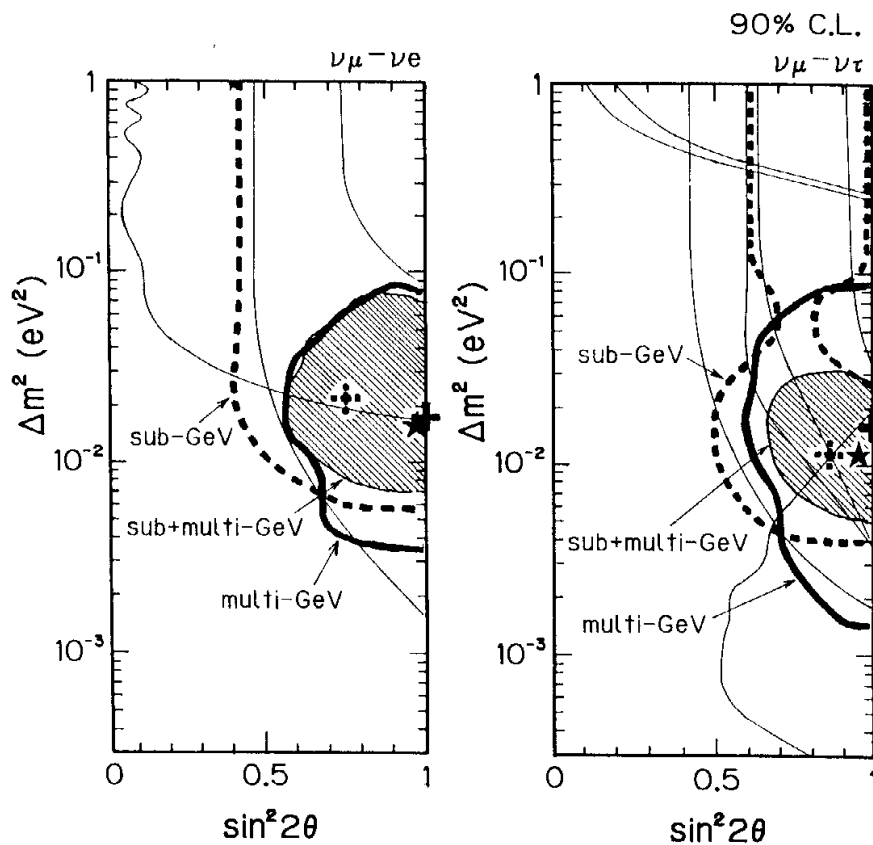 90% C.L.
νμ－νe
νμ－ντ
1
10⁻¹
10⁻²
10⁻³
Δm² (eV²)
sub-GeV
sub+multi-GeV
multi-GeV
0
0.5
1
sin²2θ
1
10⁻¹
10⁻²
10⁻³
Δm² (eV²)
sub-GeV
sub+multi-GeV
multi-GeV
0
0.5
1
sin²2θ